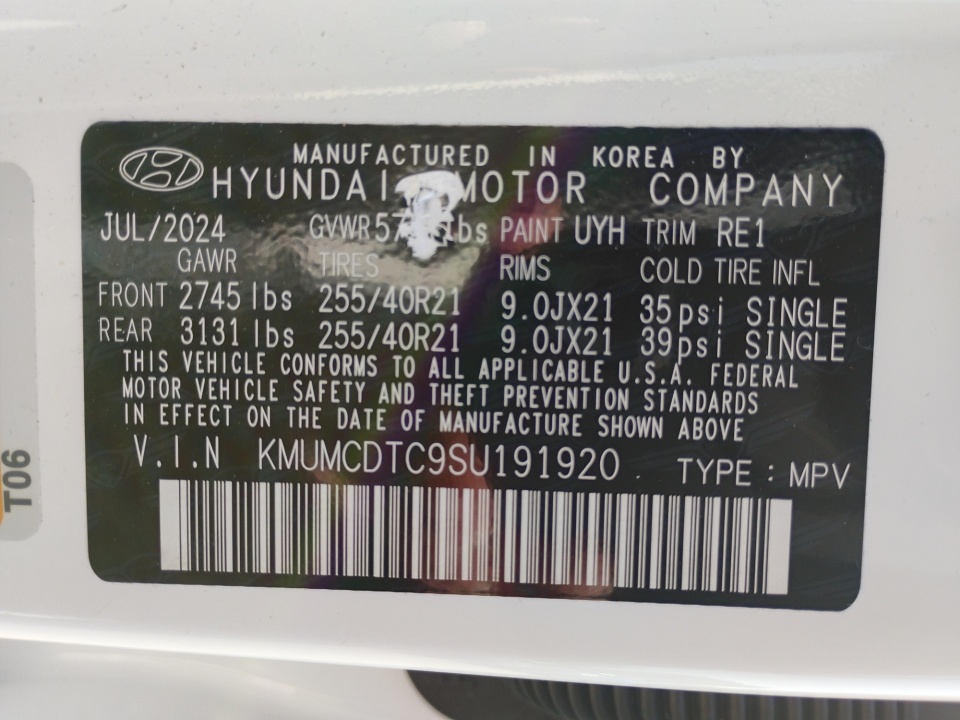 MANUFACTURED IN KOREA BY
HYUNDAI MOTOR COMPANY
JUL/2024 lbs PAINT UYH TRIM RE1
GAWR TIRES RIMS COLD TIRE INFL
FRONT 2745 lbs 255/40R21 9.0JX21 35psi SINGLE
REAR 3131 lbs 255/40R21 9.0JX21 39psi SINGLE
THIS VEHICLE CONFORMS TO ALL APPLICABLE U.S.A. FEDERAL
MOTOR VEHICLE SAFETY AND THEFT PREVENTION STANDARDS
IN EFFECT ON THE DATE OF MANUFACTURE SHOWN ABOVE
V.I.N KMUMCDTC9SU191920 TYPE: MPV
T06